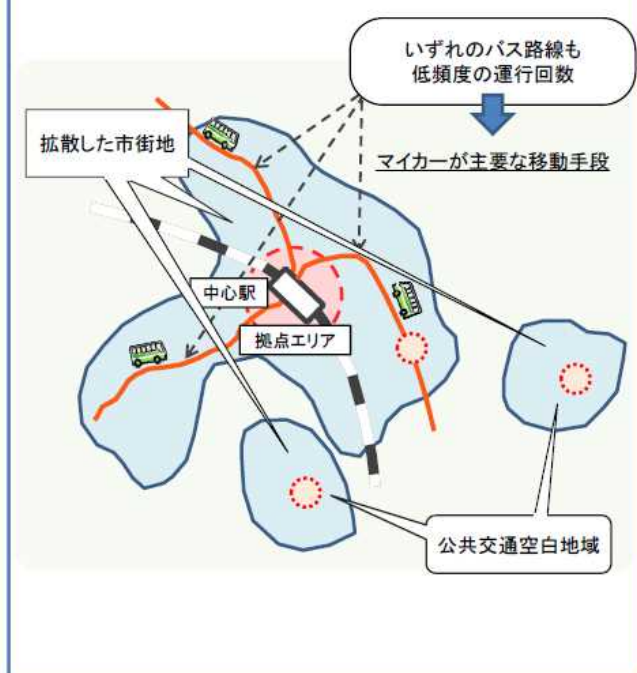 いずれのバス路線も
低頻度の運行回数
マイカーが主要な移動手段
拡散した市街地
中心駅
拠点エリア
公共交通空白地域